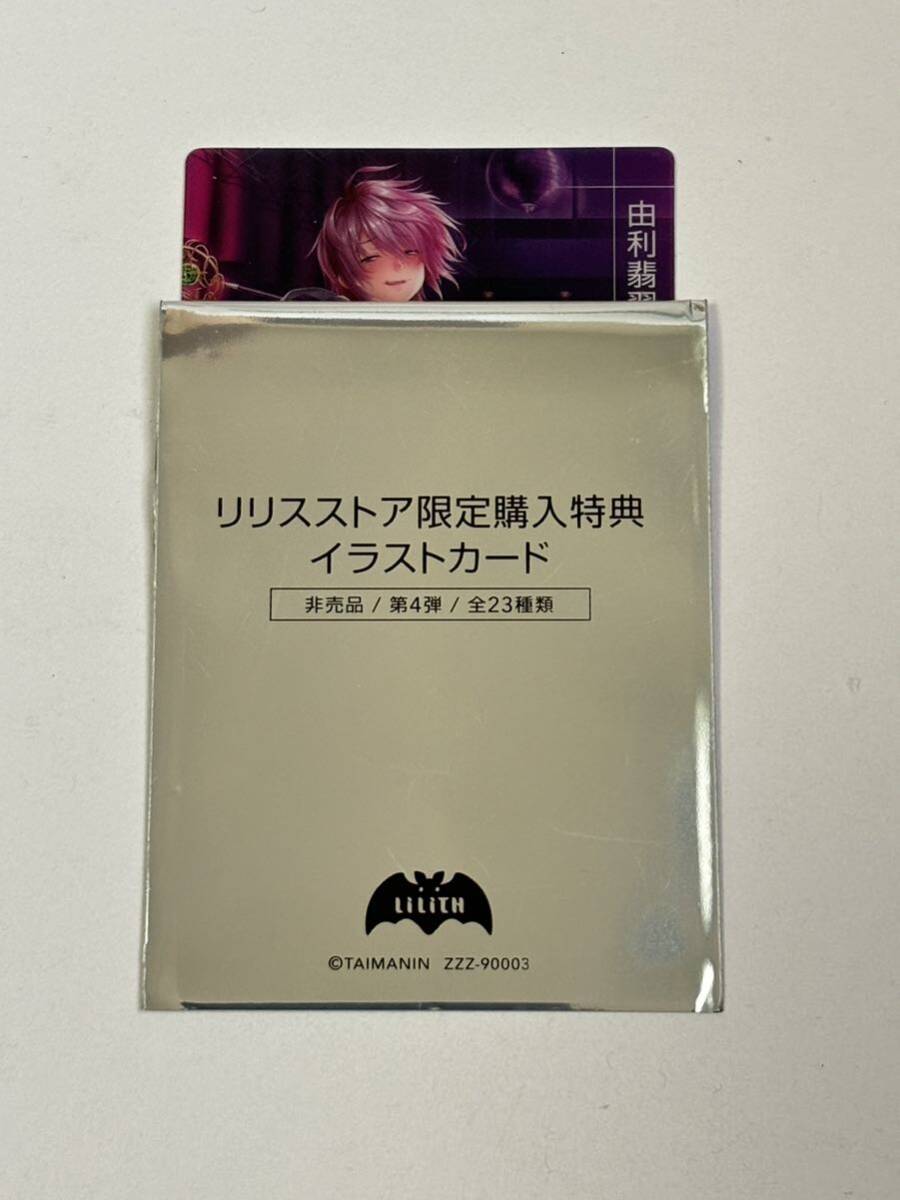 由利翡翠
リリスストア限定購入特典
イラストカード
非売品 / 第4弾 / 全23種類
LiLiTH
©TAIMANIN ZZZ-90003